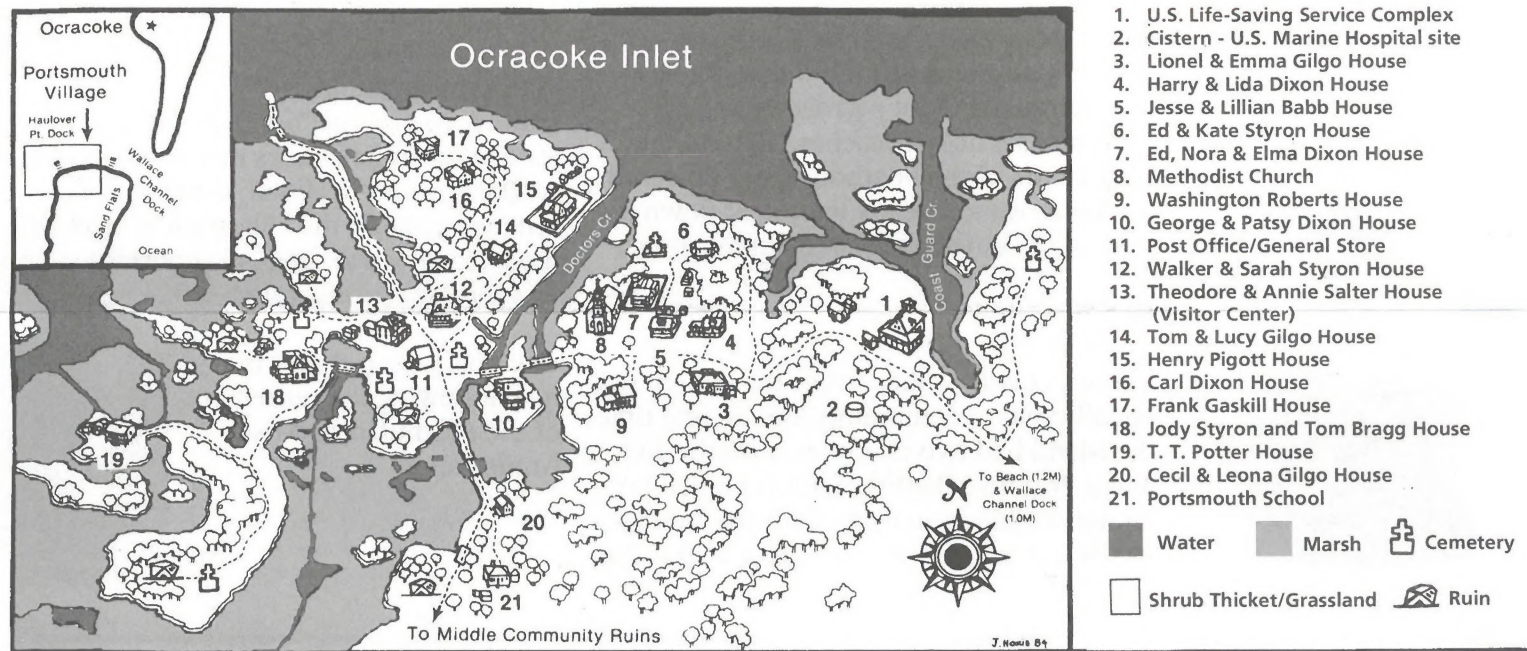 Ocracoke
Portsmouth
Village
Haulover
Pt. Dock
Wallace
Channel
Dock
Sand Flats
Ocean
Ocracoke Inlet
Doctors Cr.
Coast Guard Cr.
17
16
15
14
13
12
11
10
9
8
7
6
5
4
3
2
1
18
19
20
21
N
To Beach (1.2M)
& Wallace
Channel Dock
(1.0M)
To Middle Community Ruins
1. U.S. Life-Saving Service Complex
2. Cistern - U.S. Marine Hospital site
3. Lionel & Emma Gilgo House
4. Harry & Lida Dixon House
5. Jesse & Lillian Babb House
6. Ed & Kate Styron House
7. Ed, Nora & Elma Dixon House
8. Methodist Church
9. Washington Roberts House
10. George & Patsy Dixon House
11. Post Office/General Store
12. Walker & Sarah Styron House
13. Theodore & Annie Salter House
(Visitor Center)
14. Tom & Lucy Gilgo House
15. Henry Pigott House
16. Carl Dixon House
17. Frank Gaskill House
18. Jody Styron and Tom Bragg House
19. T. T. Potter House
20. Cecil & Leona Gilgo House
21. Portsmouth School
Water
Marsh
Cemetery
Shrub Thicket/Grassland
Ruin